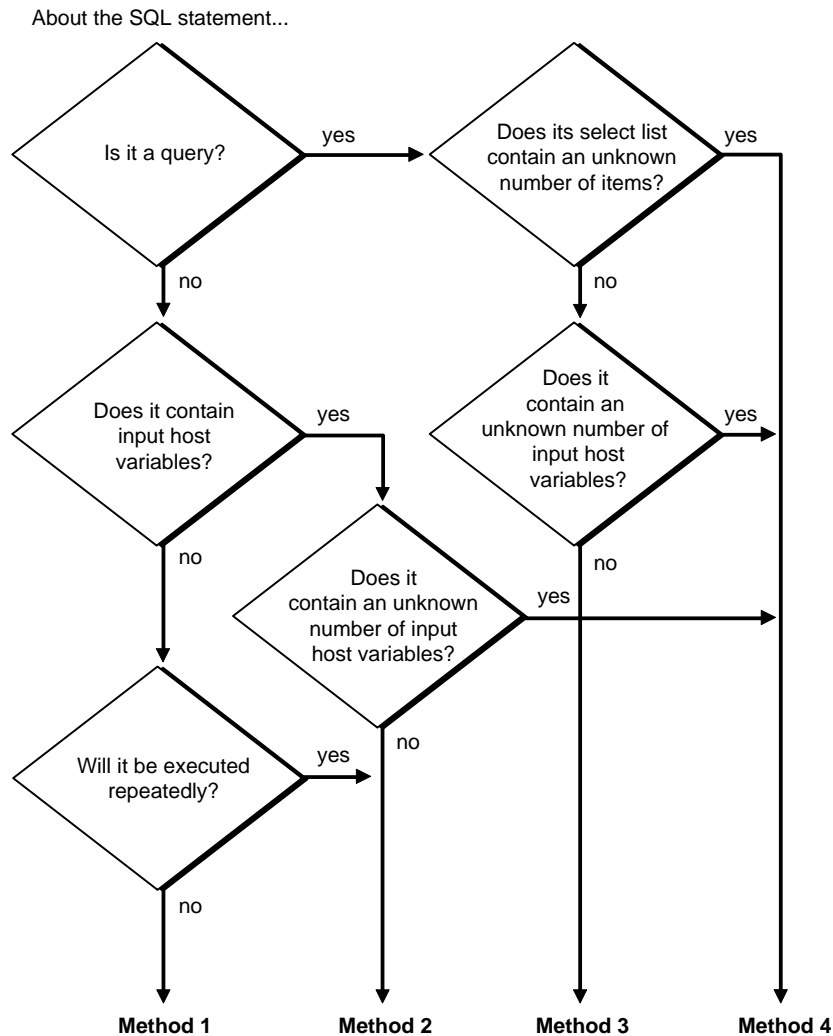 About the SQL statement...
Is it a query?
yes
Does its select list
contain an unknown
number of items?
yes
no
no
Does it contain
input host
variables?
yes
Does it
contain an
unknown number of
input host
variables?
yes
no
no
Does it
contain an unknown
number of input
host variables?
yes
no
Will it be executed
repeatedly?
yes
no
Method 1
Method 2
Method 3
Method 4